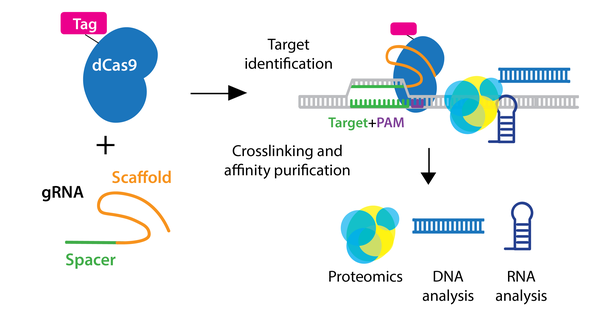 Tag
dCas9
+
gRNA
Scaffold
Spacer
Target
identification
Target+PAM
Crosslinking and
affinity purification
Proteomics
DNA
analysis
RNA
analysis